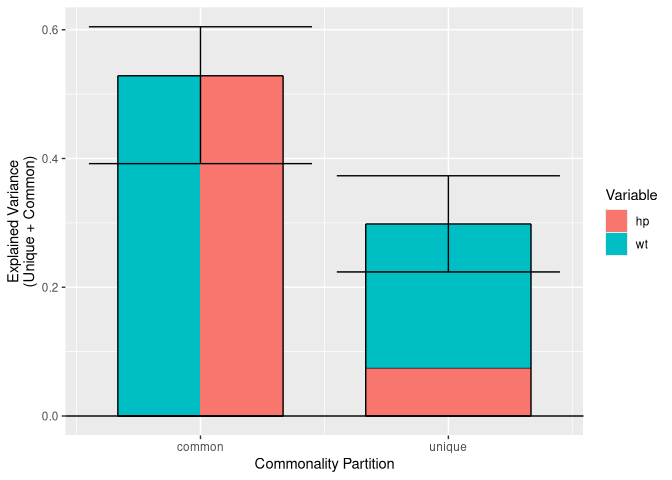 Explained Variance
(Unique + Common)
0.6
0.4
0.2
0.0
common
unique
Commonality Partition
Variable
hp
wt